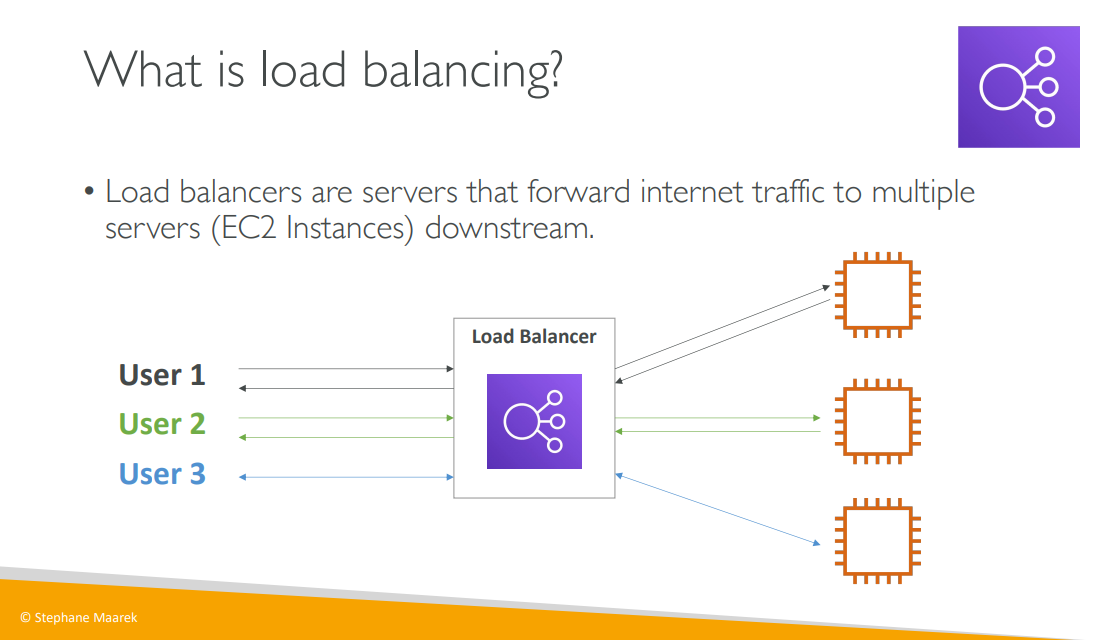 What is load balancing?
• Load balancers are servers that forward internet traffic to multiple
servers (EC2 Instances) downstream.
Load Balancer
User 1
User 2
User 3
© Stephane Maarek